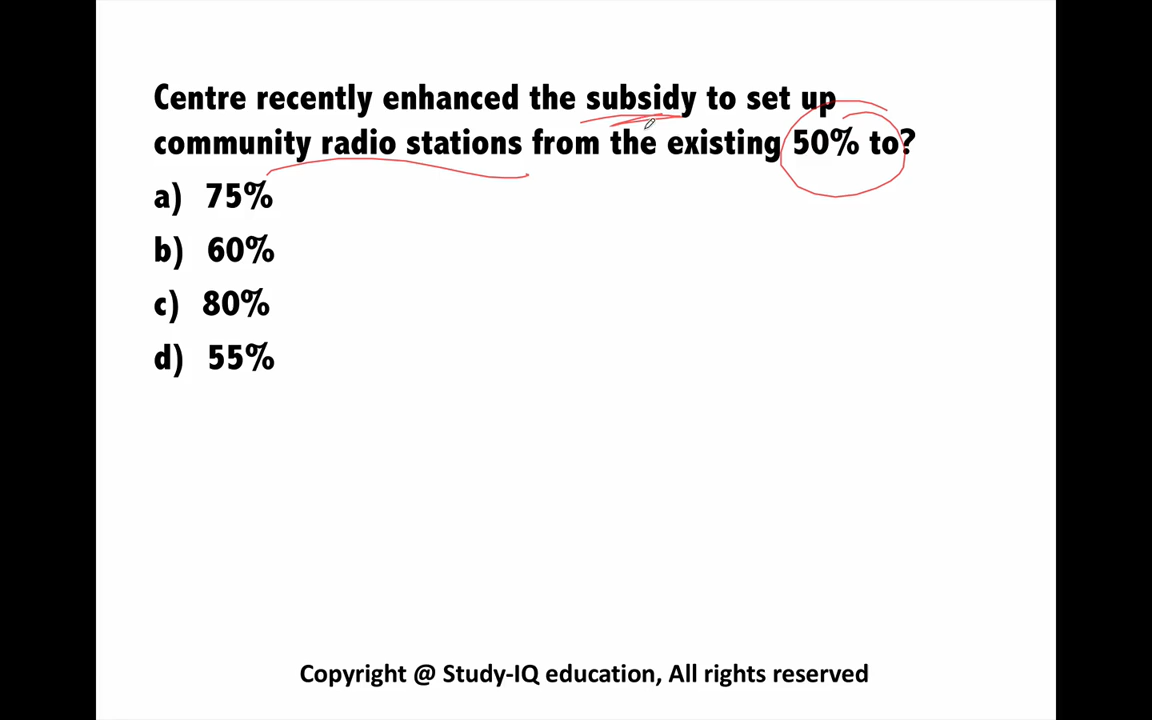 Centre recently enhanced the subsidy to set up
community radio stations from the existing 50% to?
a) 75%
b) 60%
c) 80%
d) 55%
Copyright @ Study-IQ education, All rights reserved